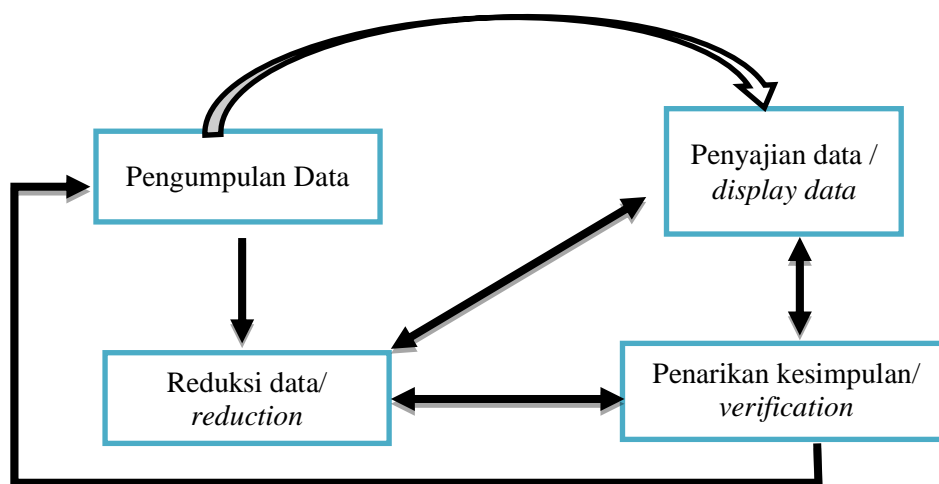 Pengumpulan Data
Penyajian data /
display data
Reduksi data/
reduction
Penarikan kesimpulan/
verification